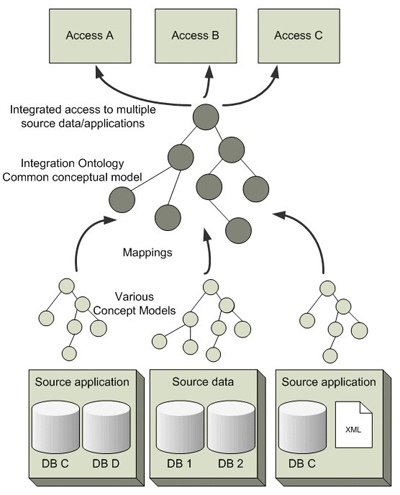 Access A
Access B
Access C
Integrated access to multiple
source data/applications
Integration Ontology
Common conceptual model
Mappings
Various
Concept Models
Source application
DB C
DB D
Source data
DB 1
DB 2
Source application
DB C
XML